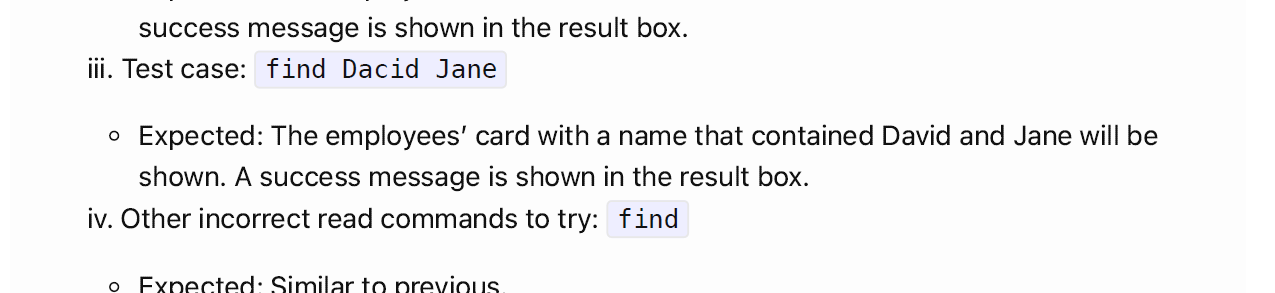 success message is shown in the result box.
iii. Test case: find Dacid Jane
Expected: The employees’ card with a name that contained David and Jane will be
shown. A success message is shown in the result box.
iv. Other incorrect read commands to try: find
Expected: Similar to previous.